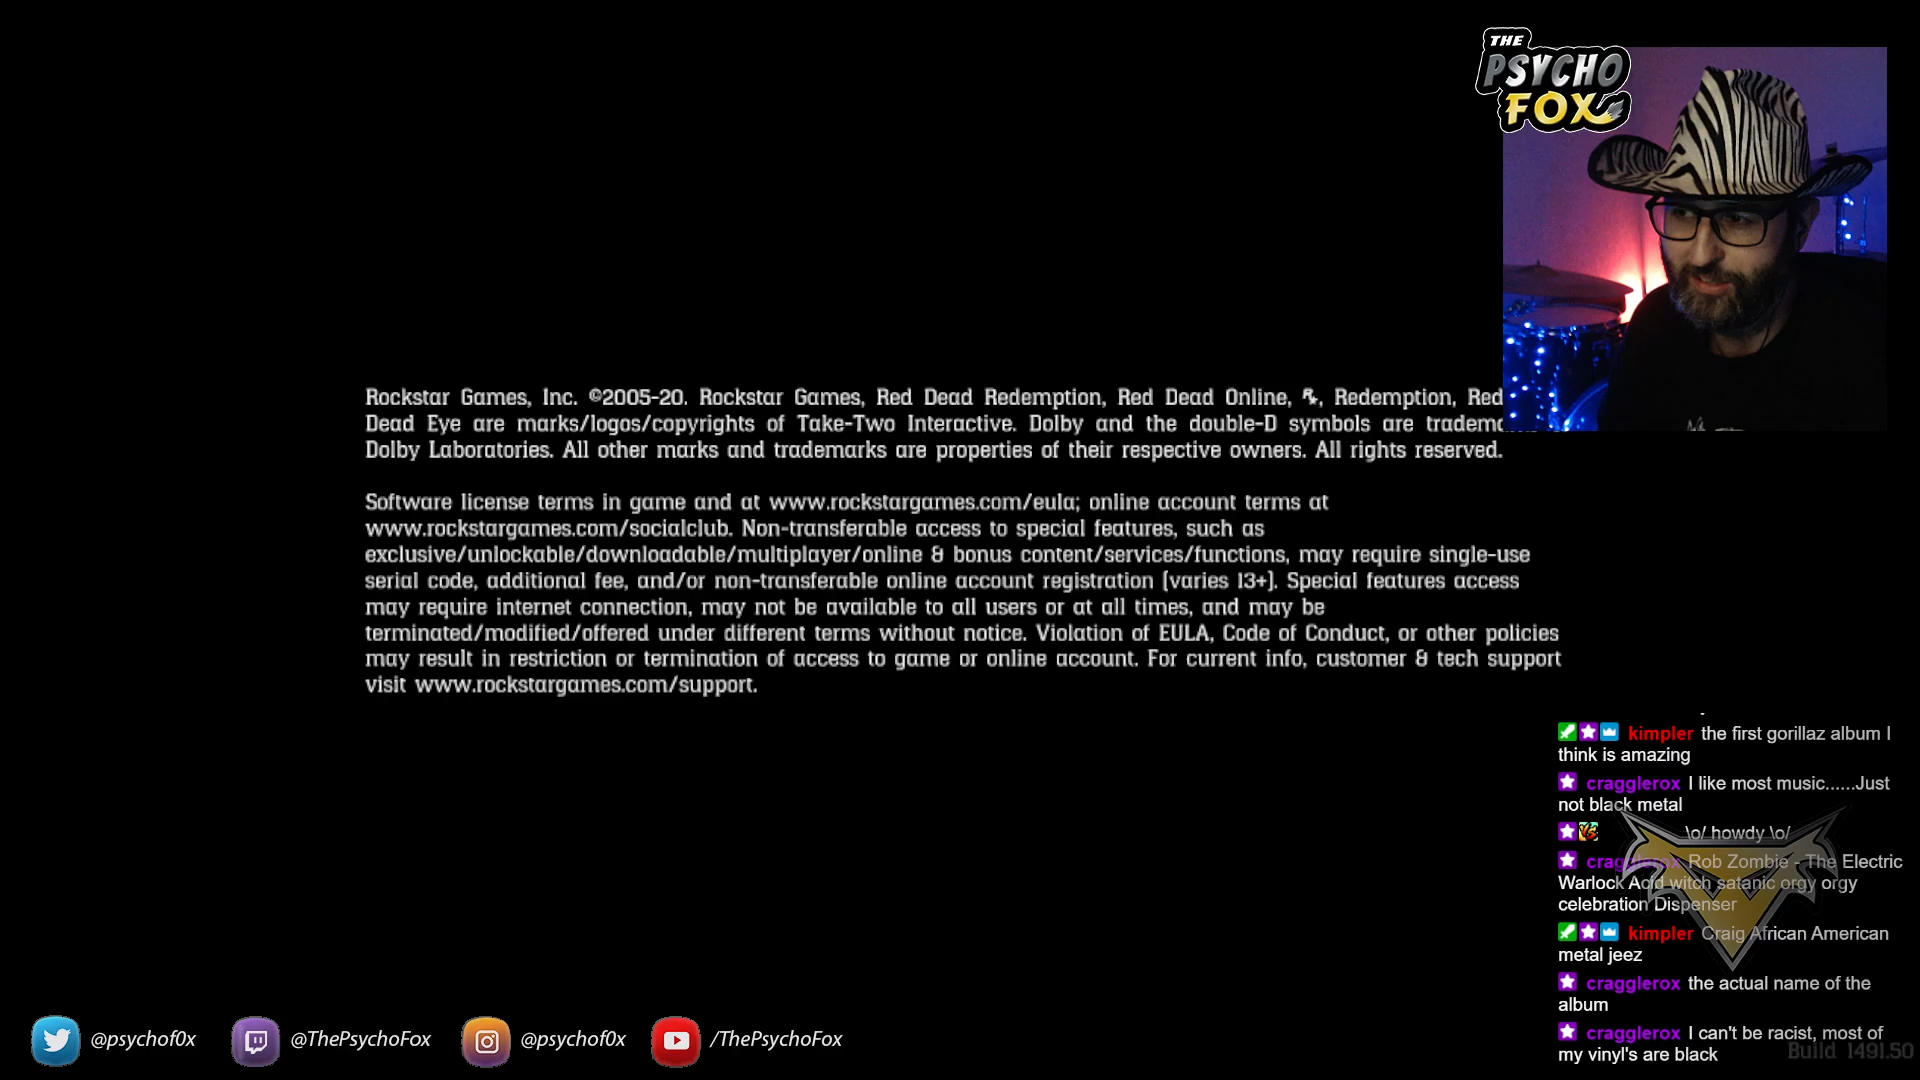 THE
PSYCHO
FOX
Rockstar Games, Inc. ©2005-20. Rockstar Games, Red Dead Redemption, Red Dead Online, R, Redemption, Red
Dead Eye are marks/logos/copyrights of Take-Two Interactive. Dolby and the double-D symbols are
Dolby Laboratories. All other marks and trademarks are properties of their respective owners. All rights reserved.
Software license terms in game and at www.rockstargames.com/eula; online account terms at
www.rockstargames.com/socialclub. Non-transferable access to special features, such as
exclusive/unlockable/downloadable/multiplayer/online & bonus content/services/functions, may require single-use
serial code, additional fee, and/or non-transferable online account registration (varies 13+). Special features access
may require internet connection, may not be available to all users or at all times, and may be
terminated/modified/offered under different terms without notice. Violation of EULA, Code of Conduct, or other policies
may result in restriction or termination of access to game or online account. For current info, customer & tech support
visit www.rockstargames.com/support.
kimpler the first gorillaz album I
think is amazing
cragglerox I like most music......Just
not black metal
\o/ howdy \o/
cragglerox Rob Zombie - The Electric
Warlock Acid witch satanic orgy orgy
celebration Dispenser
kimpler Craig African American
metal jeez
cragglerox the actual name of the
album
cragglerox I can't be racist, most of
my vinyl's are black
Build 1491.50
@psychof0x @ThePsychoFox @psychof0x /ThePsychoFox